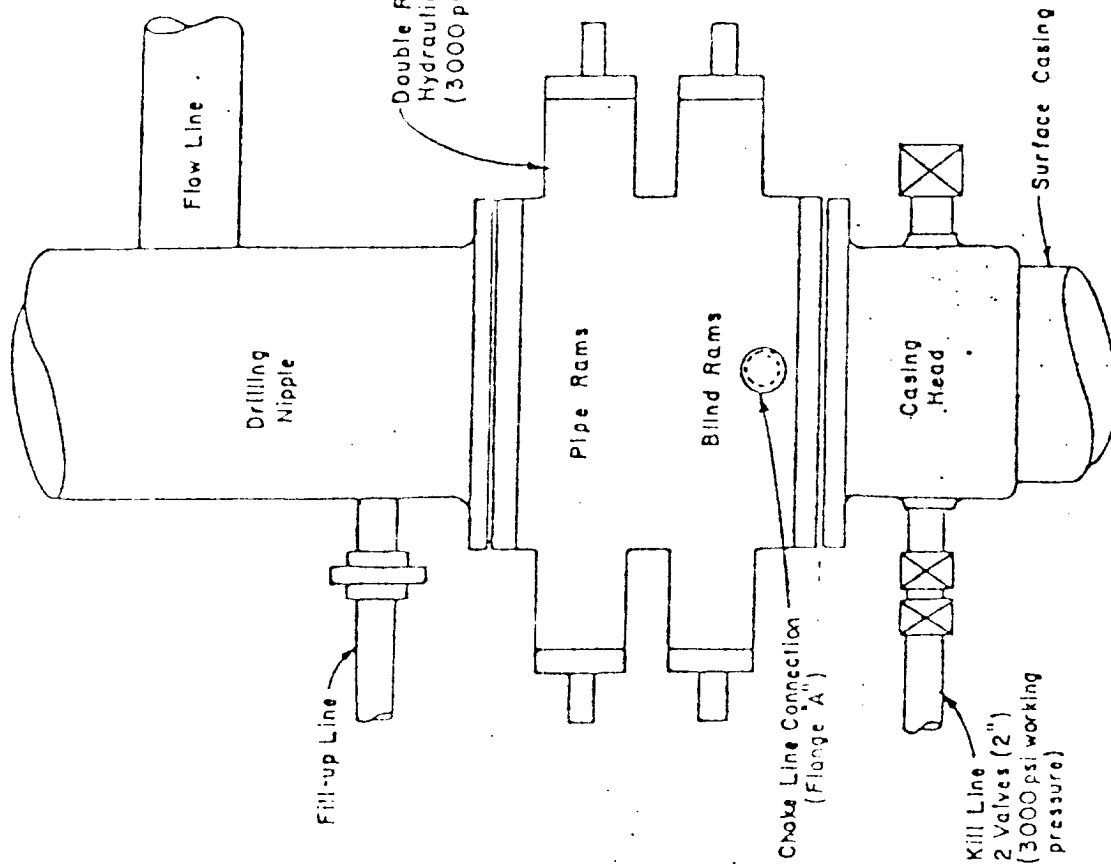 Flow Line
Double
Hydrauli
(3000 ps
Drilling
Nipple
Fill-up Line
Pipe Rams
Blind Rams
Choke Line Connection
(Flange "A")
Casing
Head
Surface Casing
Kill Line
2 Valves (2")
(3000 psi working
pressure)